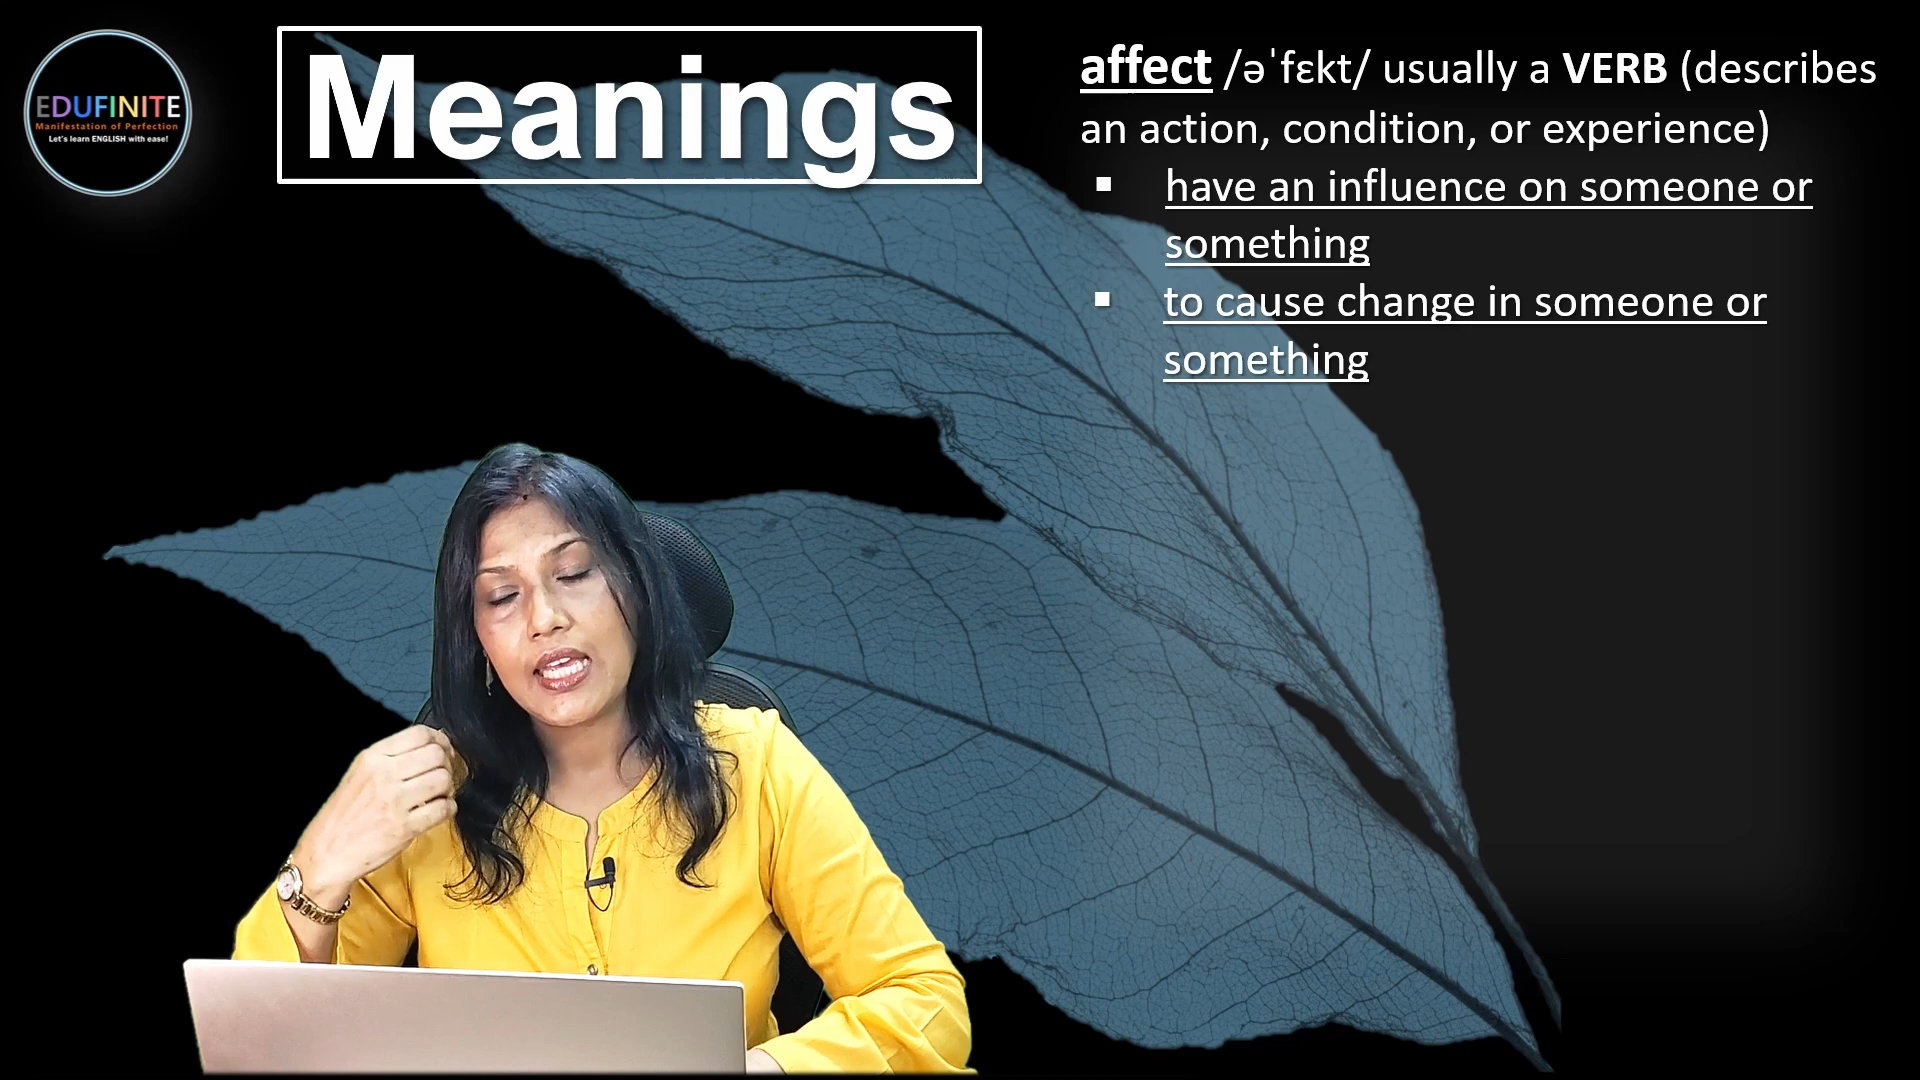 EDUFINITE
Manifestation of Perfection
Let's learn ENGLISH with ease!
Meanings
affect /əˈfɛkt/ usually a VERB (describes
an action, condition, or experience)
▪ have an influence on someone or
something
▪ to cause change in someone or
something